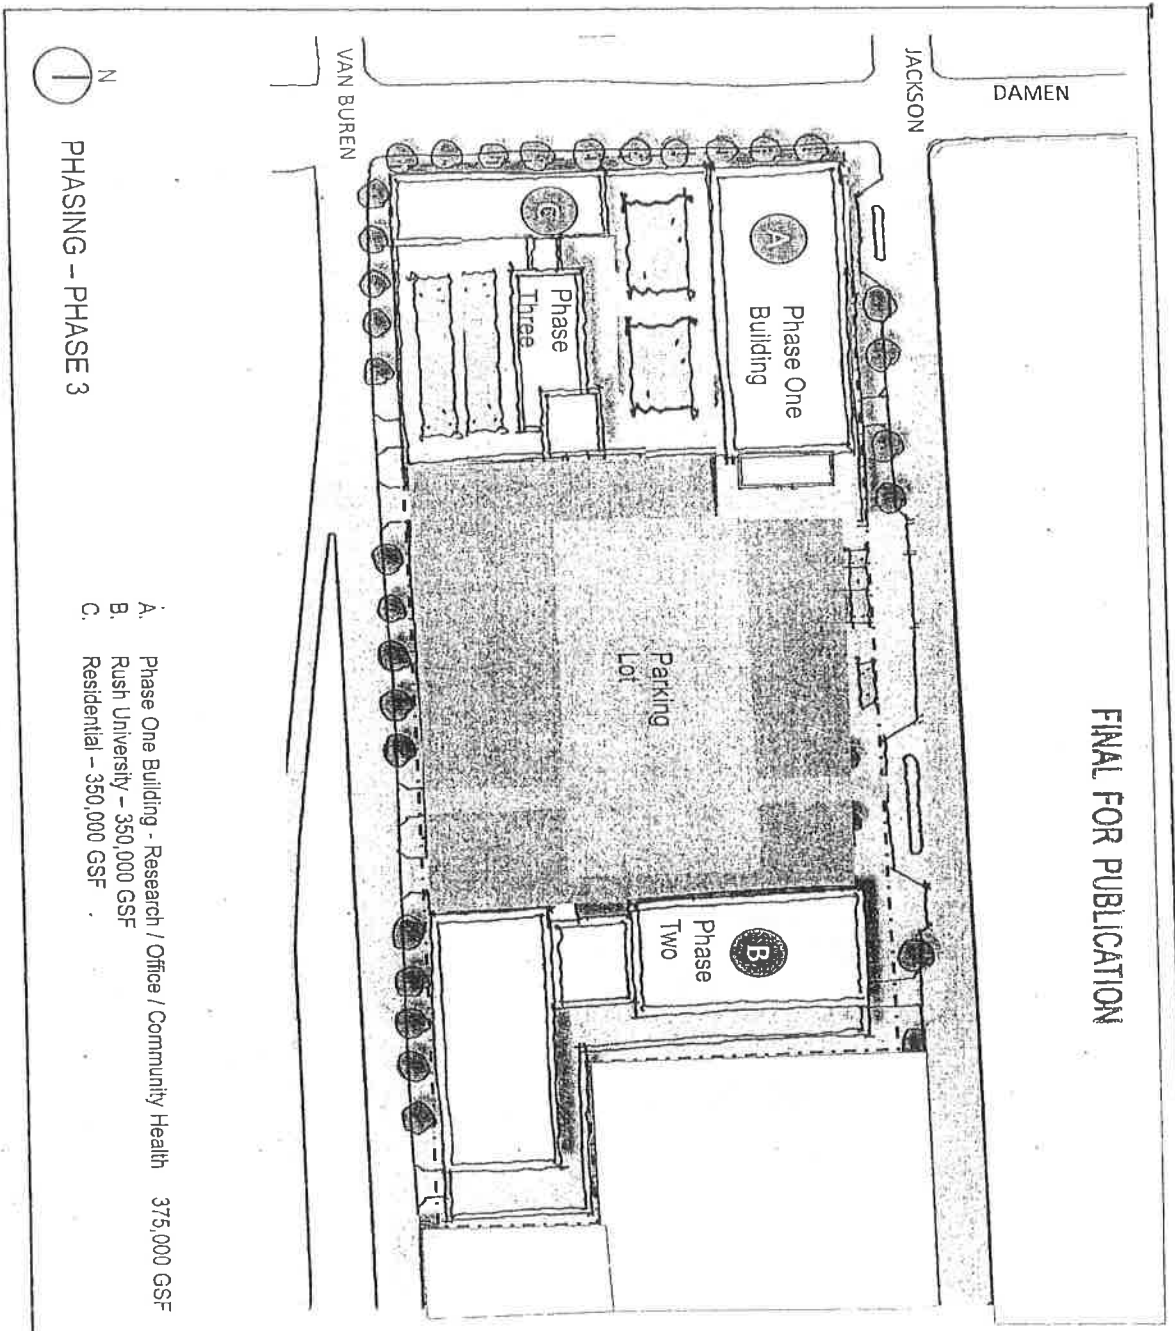 FINAL FOR PUBLICATION
DAMEN
JACKSON
VAN BUREN
A
Phase One
Building
C
Phase
Three
Parking
Lot
B
Phase
Two
N
PHASING – PHASE 3
A. Phase One Building - Research / Office / Community Health 375,000 GSF
B. Rush University – 350,000 GSF
C. Residential – 350,000 GSF